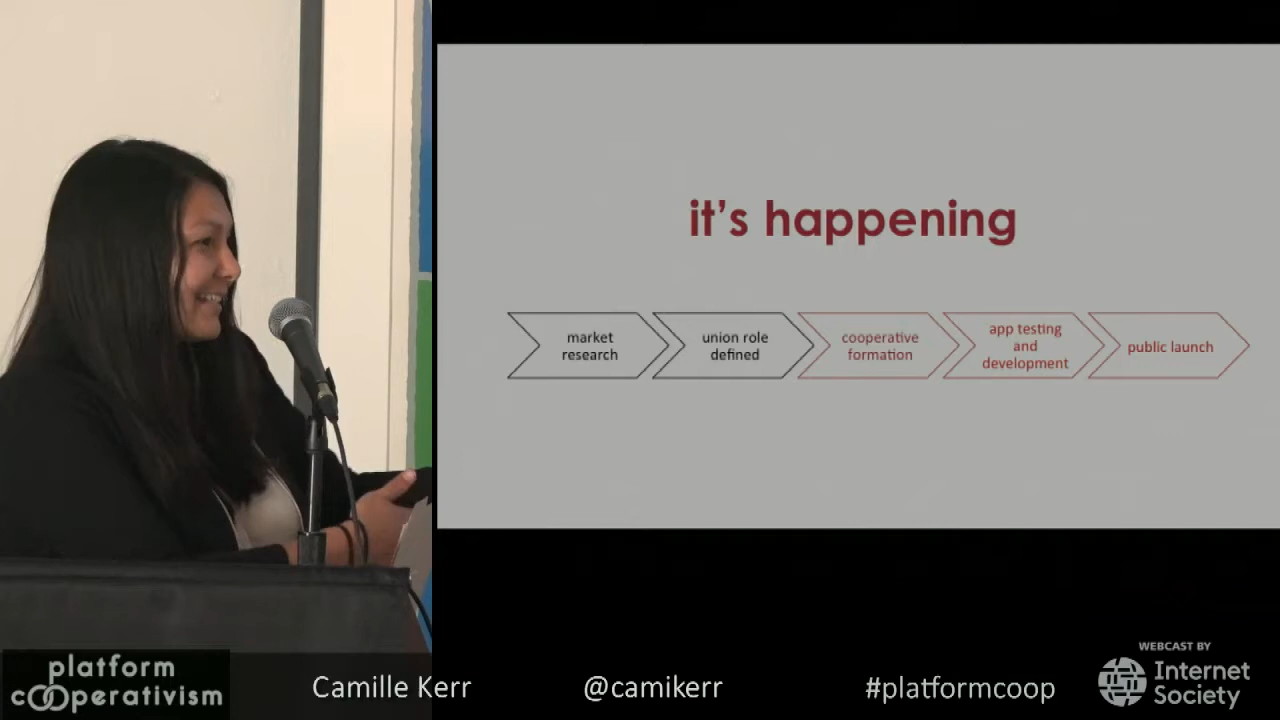 it's happening
market
research
union role
defined
cooperative
formation
app testing
and
development
public launch
platform
cooperativism
Camille Kerr
@camikerr
#platformcoop
WEBCAST BY
Internet
Society